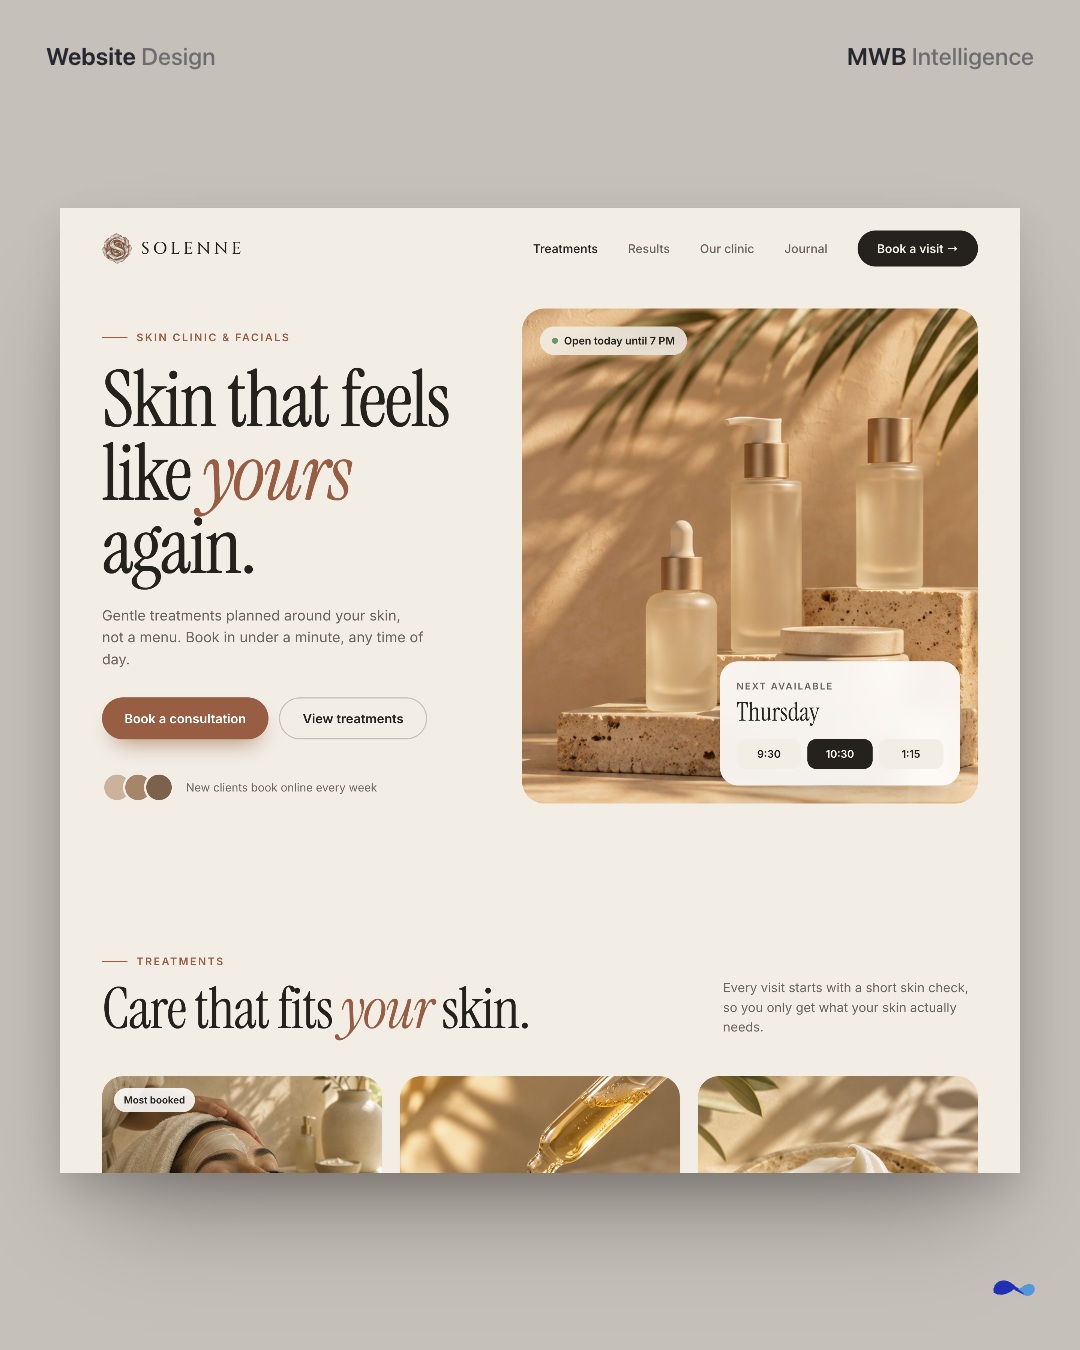 Website Design
MWB Intelligence
SOLENNE
Treatments
Results
Our clinic
Journal
Book a visit →
SKIN CLINIC & FACIALS
Skin that feels
like yours
again.
Gentle treatments planned around your skin,
not a menu. Book in under a minute, any time of
day.
Book a consultation
View treatments
New clients book online every week
Open today until 7 PM
NEXT AVAILABLE
Thursday
9:30
10:30
1:15
TREATMENTS
Care that fits your skin.
Every visit starts with a short skin check,
so you only get what your skin actually
needs.
Most booked